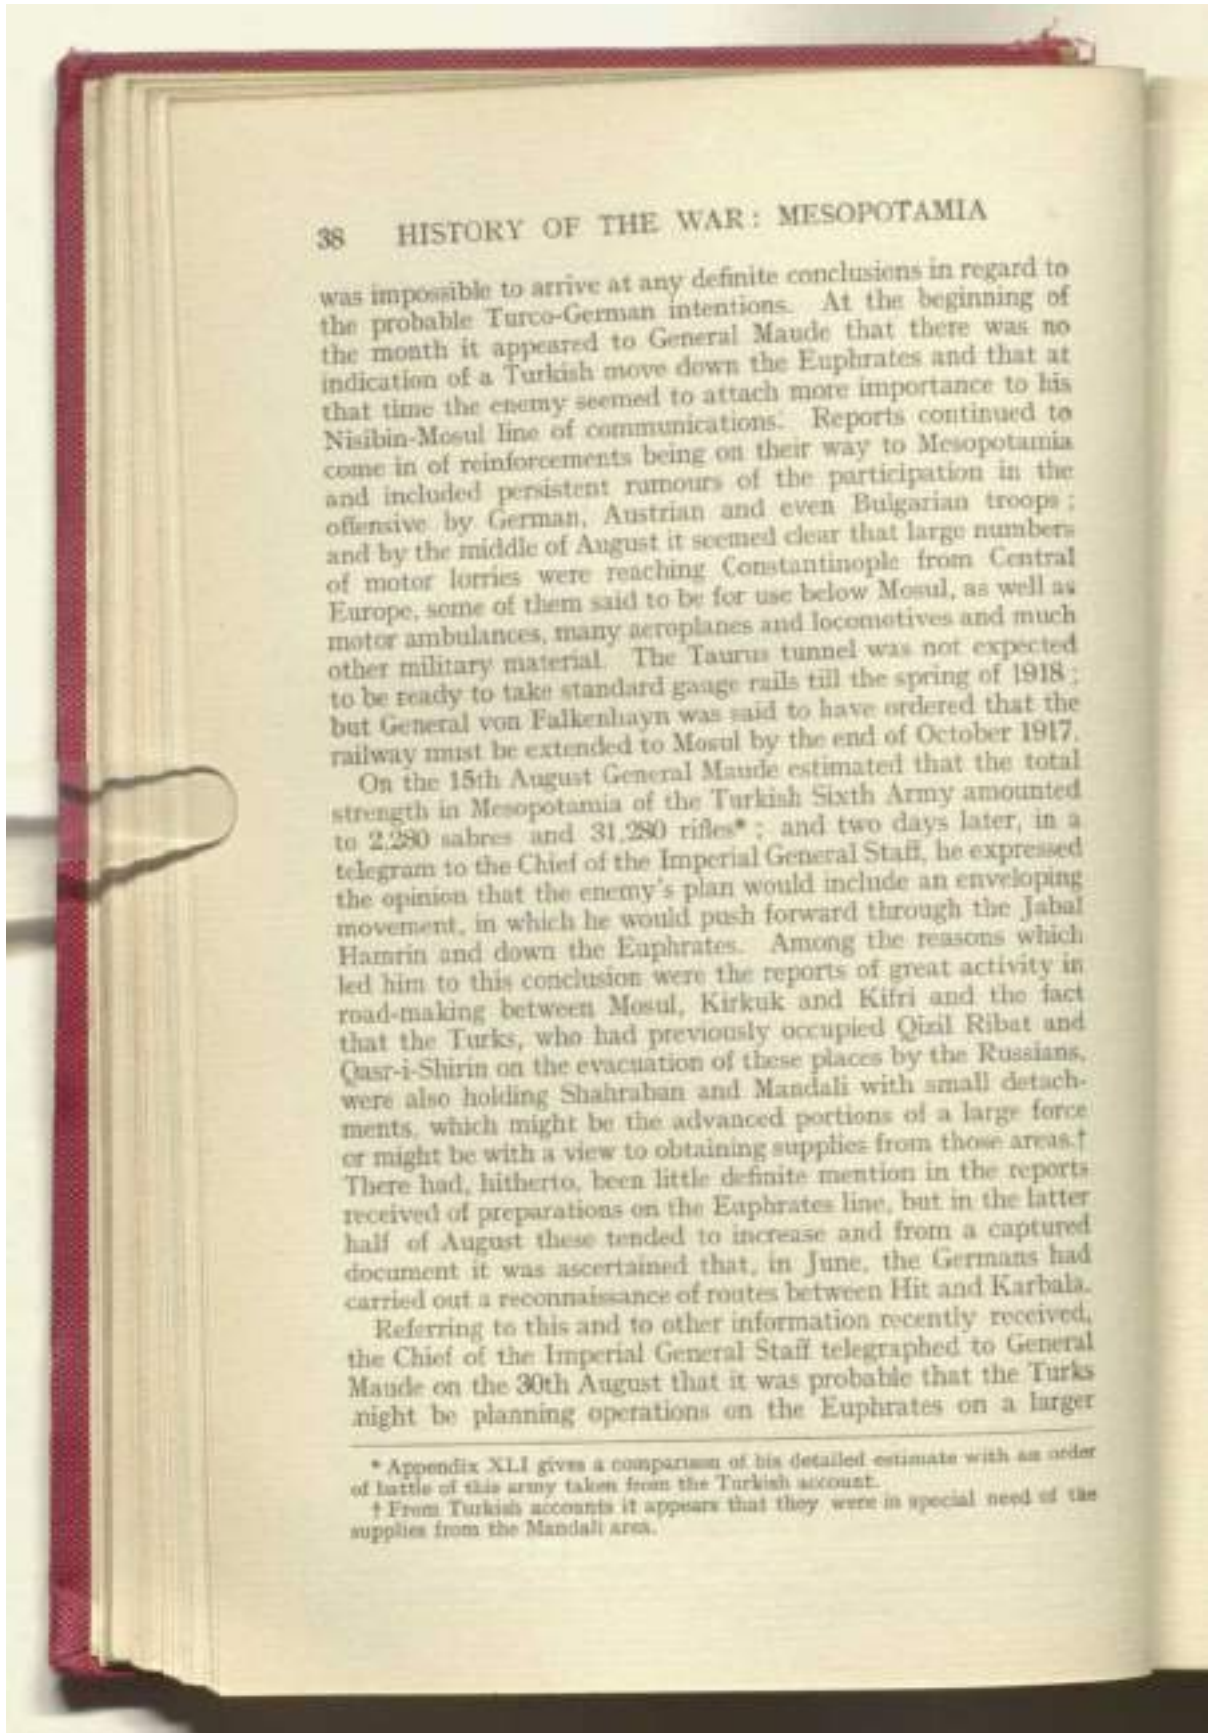 38 HISTORY OF THE WAR: MESOPOTAMIA
was impossible to arrive at any definite conclusions in regard to
the probable Turco-German intentions. At the beginning of
the month it appeared to General Maude that there was no
indication of a Turkish move down the Euphrates and that at
that time the enemy seemed to attach more importance to his
Nisibin-Mosul line of communications. Reports continued to
come in of reinforcements being on their way to Mesopotamia
and included persistent rumours of the participation in the
offensive by German, Austrian and even Bulgarian troops;
and by the middle of August it seemed clear that large numbers
of motor lorries were reaching Constantinople from Central
Europe, some of them said to be for use below Mosul, as well as
motor ambulances, many aeroplanes and locomotives and much
other military material. The Taurus tunnel was not expected
to be ready to take standard gauge rails till the spring of 1918;
but General von Falkenhayn was said to have ordered that the
railway must be extended to Mosul by the end of October 1917.
On the 15th August General Maude estimated that the total
strength in Mesopotamia of the Turkish Sixth Army amounted
to 2,280 sabres and 31,280 rifles*; and two days later, in a
telegram to the Chief of the Imperial General Staff, he expressed
the opinion that the enemy's plan would include an enveloping
movement, in which he would push forward through the Jabal
Hamrin and down the Euphrates. Among the reasons which
led him to this conclusion were the reports of great activity in
road-making between Mosul, Kirkuk and Kifri and the fact
that the Turks, who had previously occupied Qizil Ribat and
Qasr-i-Shirin on the evacuation of these places by the Russians,
were also holding Shahraban and Mandali with small detach-
ments, which might be the advanced portions of a large force
or might be with a view to obtaining supplies from those areas.†
There had, hitherto, been little definite mention in the reports
received of preparations on the Euphrates line, but in the latter
half of August these tended to increase and from a captured
document it was ascertained that, in June, the Germans had
carried out a reconnaissance of routes between Hit and Karbala.
Referring to this and to other information recently received,
the Chief of the Imperial General Staff telegraphed to General
Maude on the 30th August that it was probable that the Turks
might be planning operations on the Euphrates on a larger
* Appendix XLI gives a comparison of his detailed estimate with an order
of battle of this army taken from the Turkish account.
† From Turkish accounts it appears that they were in special need of the
supplies from the Mandali area.